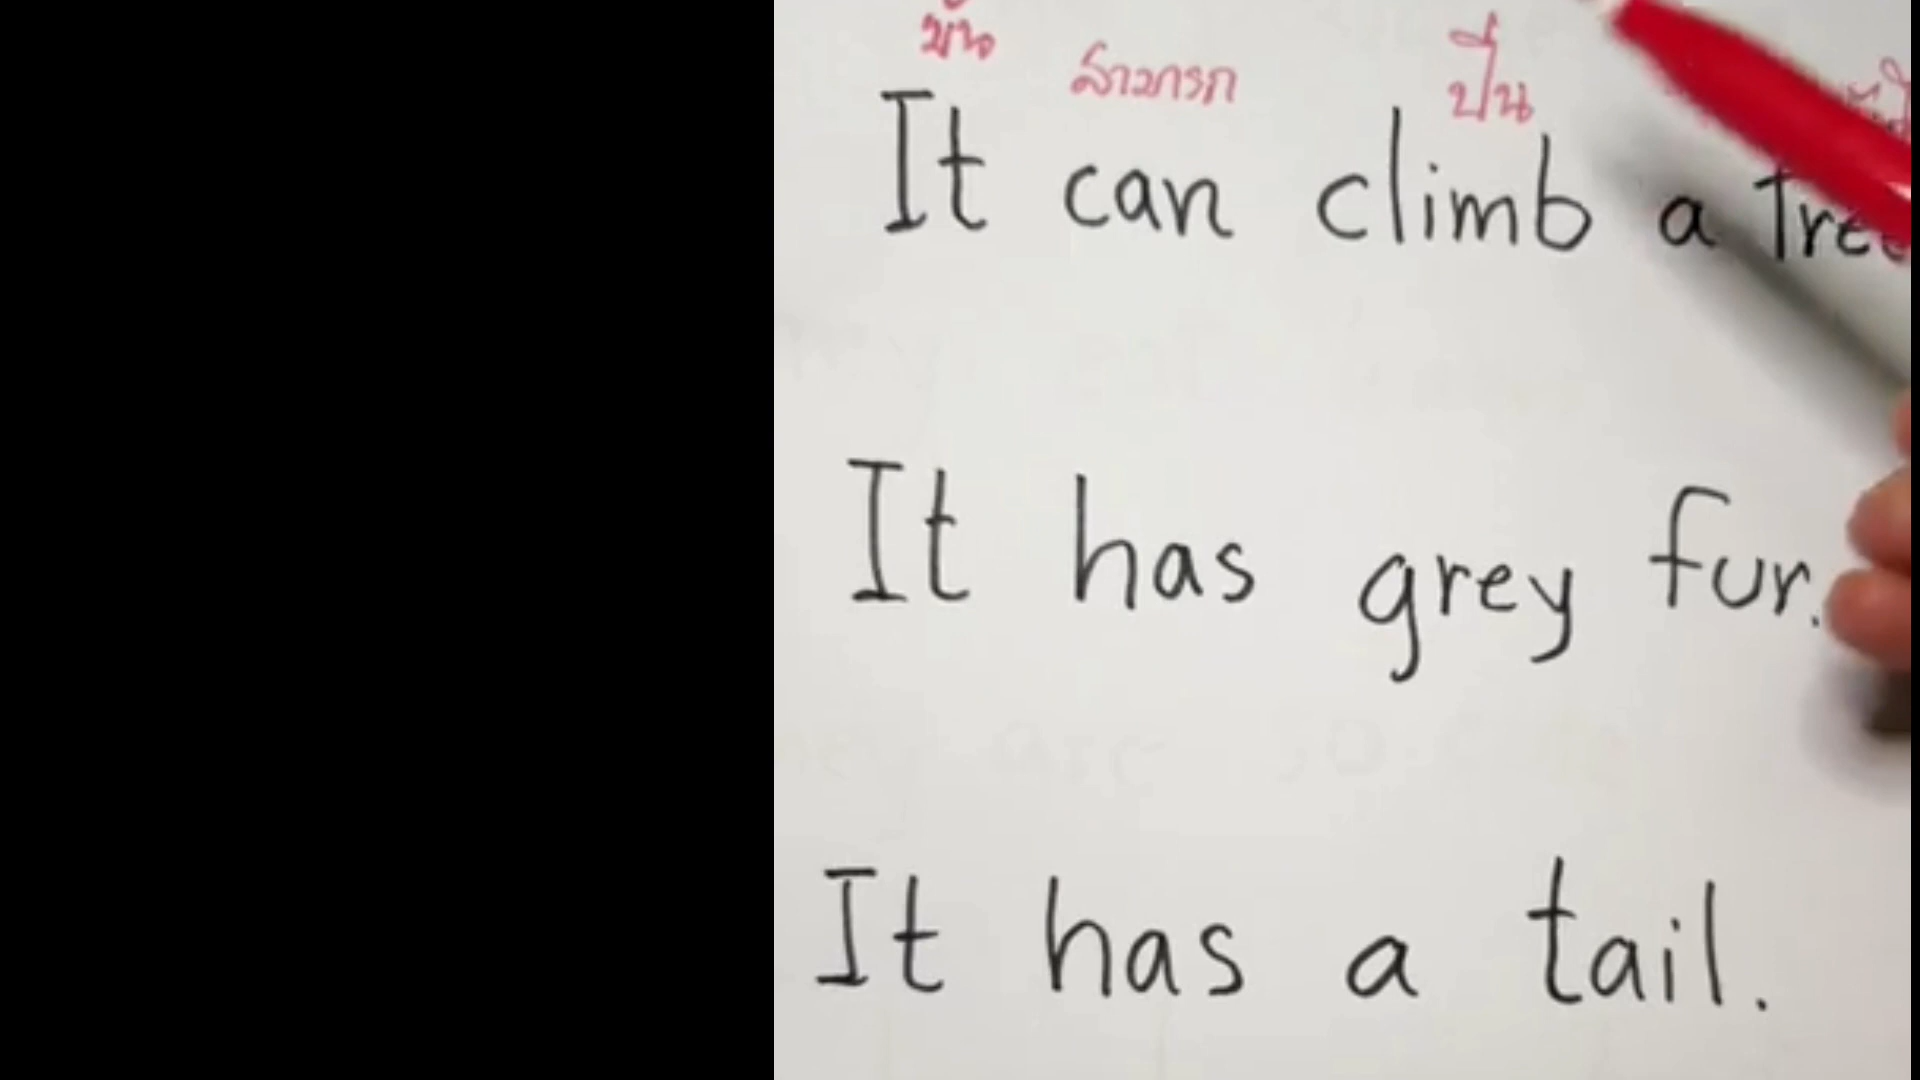 มัน สามารถ ปีน
It can climb a tree
It has grey fur.
It has a tail.